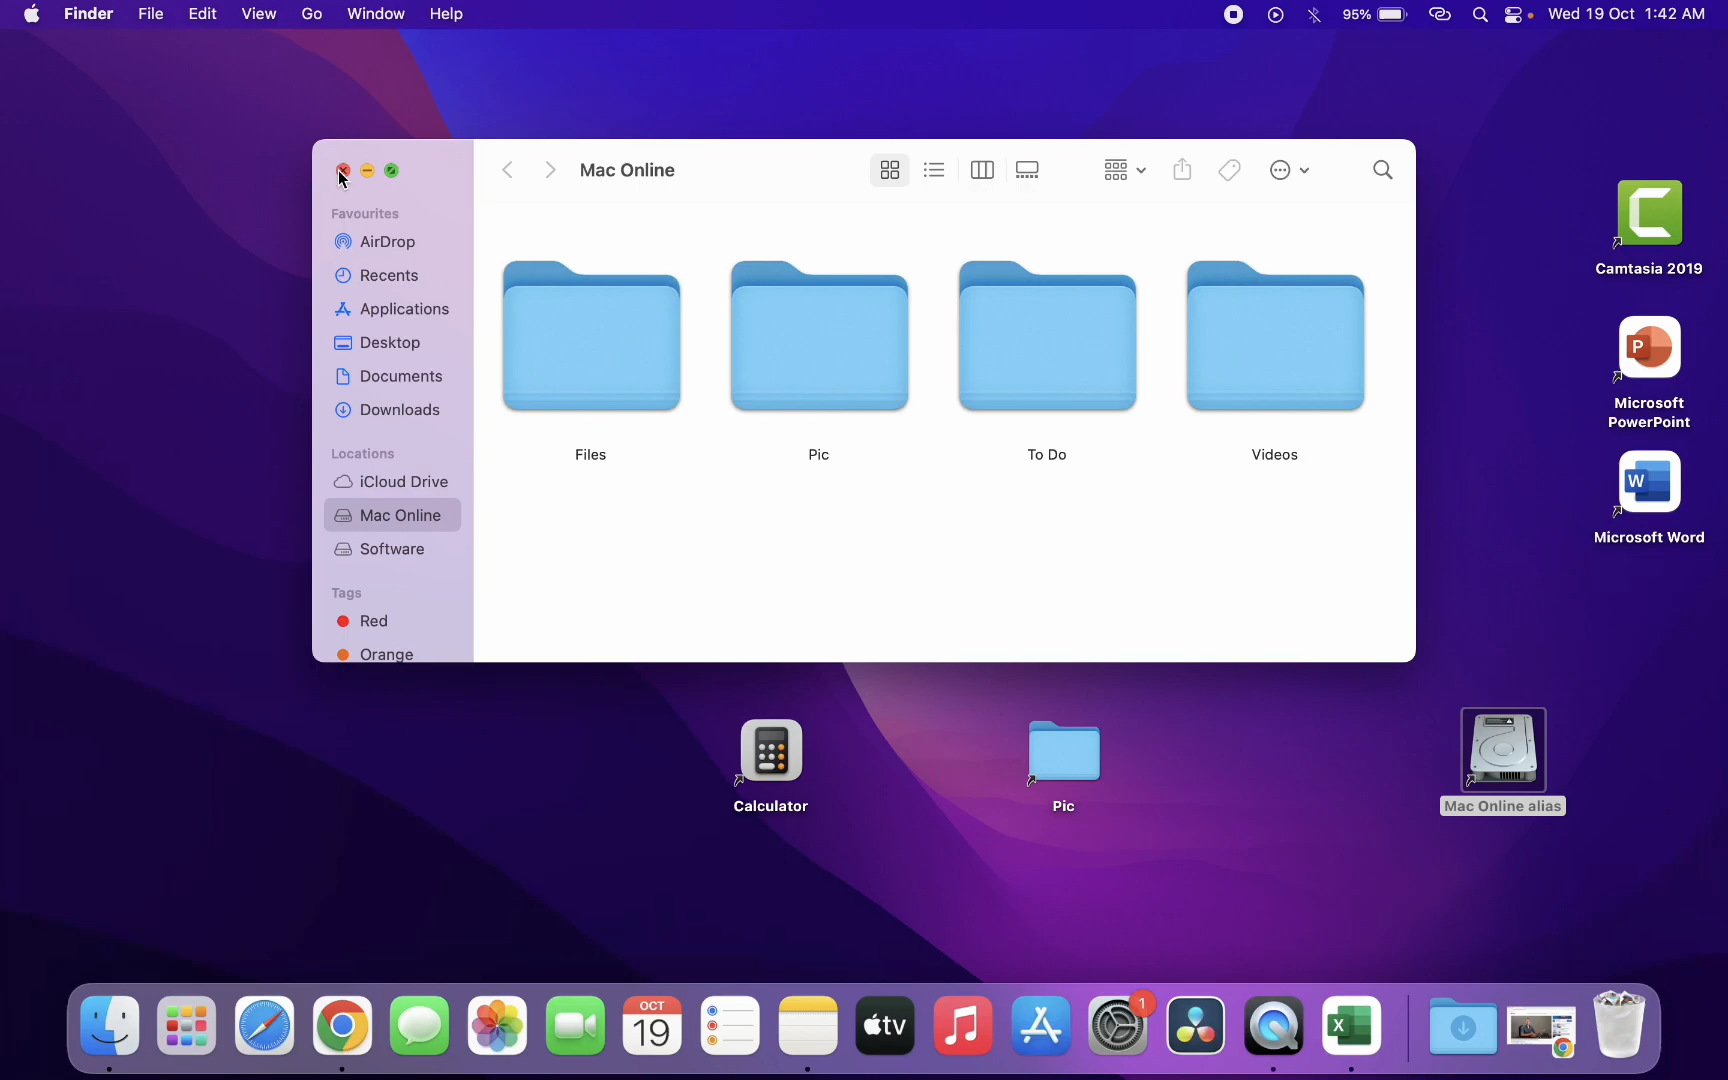 Finder File Edit View Go Window Help 95% Wed 19 Oct 1:42 AM
Mac Online
Favourites
AirDrop
Recents
Applications
Desktop
Documents
Downloads
Locations
iCloud Drive
Mac Online
Software
Tags
Red
Orange
Files Pic To Do Videos
Camtasia 2019
P
Microsoft
PowerPoint
W
Microsoft Word
Calculator
Pic
Mac Online alias
OCT
19
tv
1
X